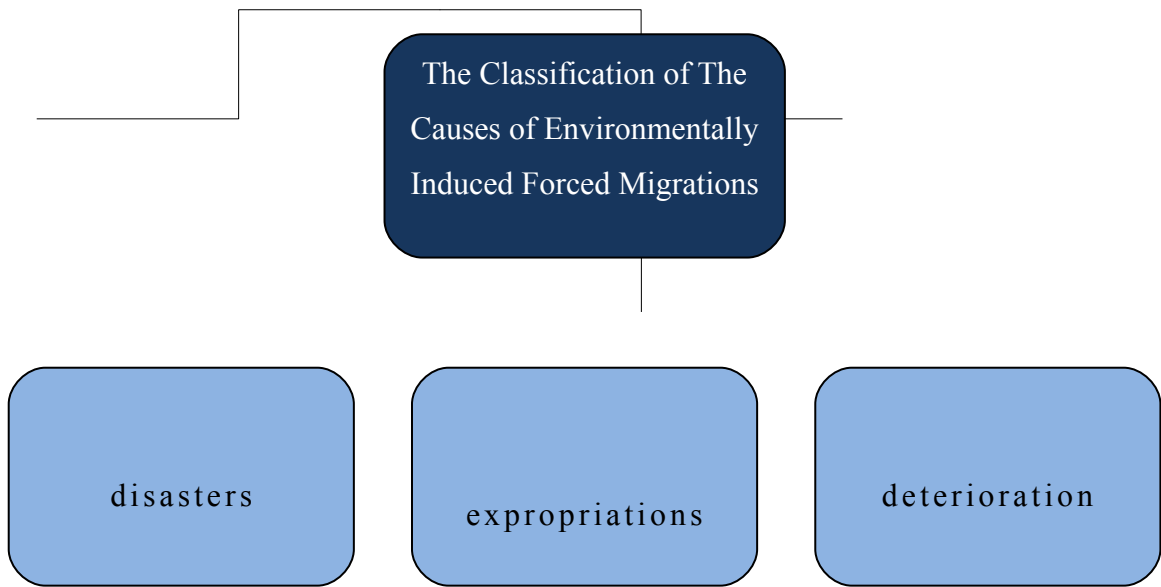 The Classification of The
Causes of Environmentally
Induced Forced Migrations
disasters
expropriations
deterioration